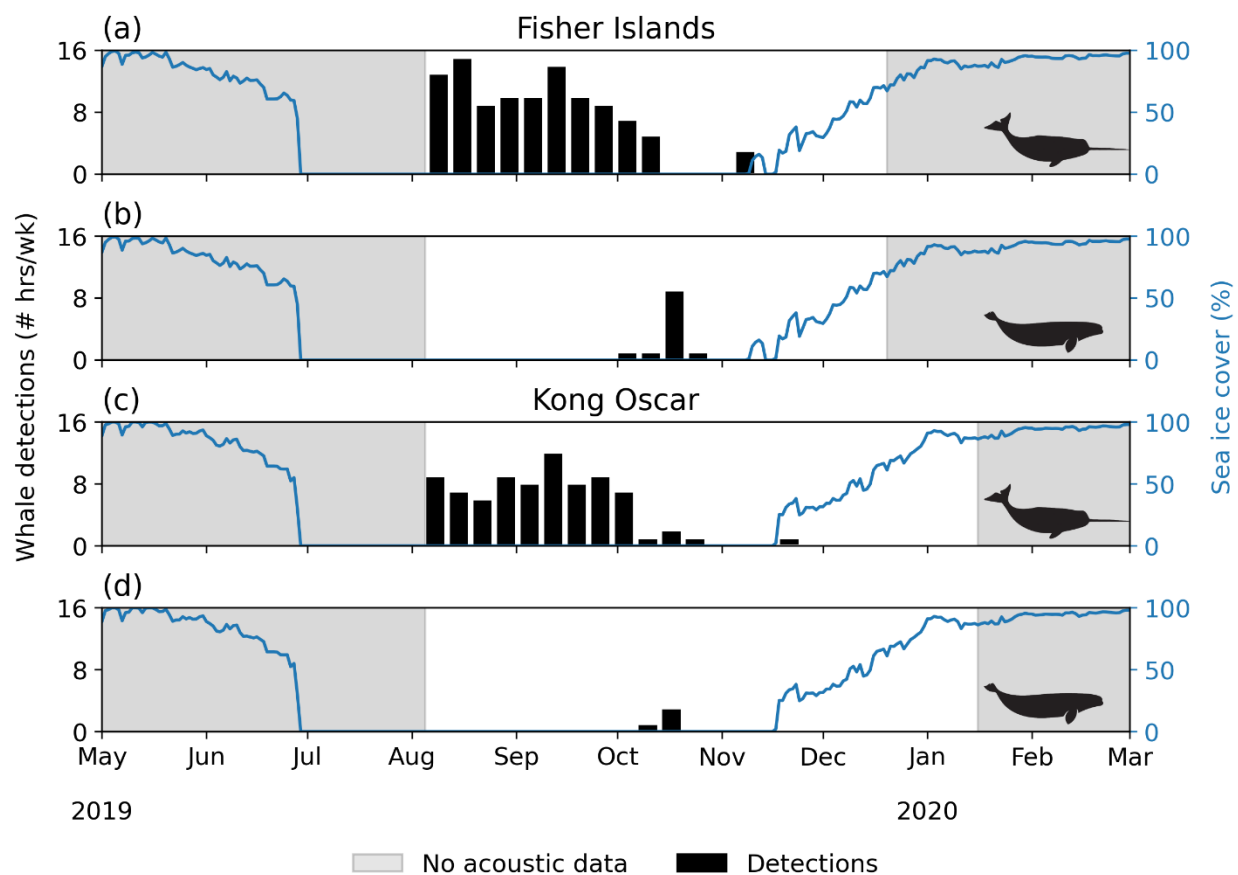 (a) Fisher Islands
16 100
8 50
0 0
(b)
16 100
8 50
0 0
(c) Kong Oscar
16 100
8 50
0 0
(d)
16 100
8 50
0 0
Whale detections (# hrs/wk)
Sea ice cover (%)
May Jun Jul Aug Sep Oct Nov Dec Jan Feb Mar
2019 2020
No acoustic data Detections